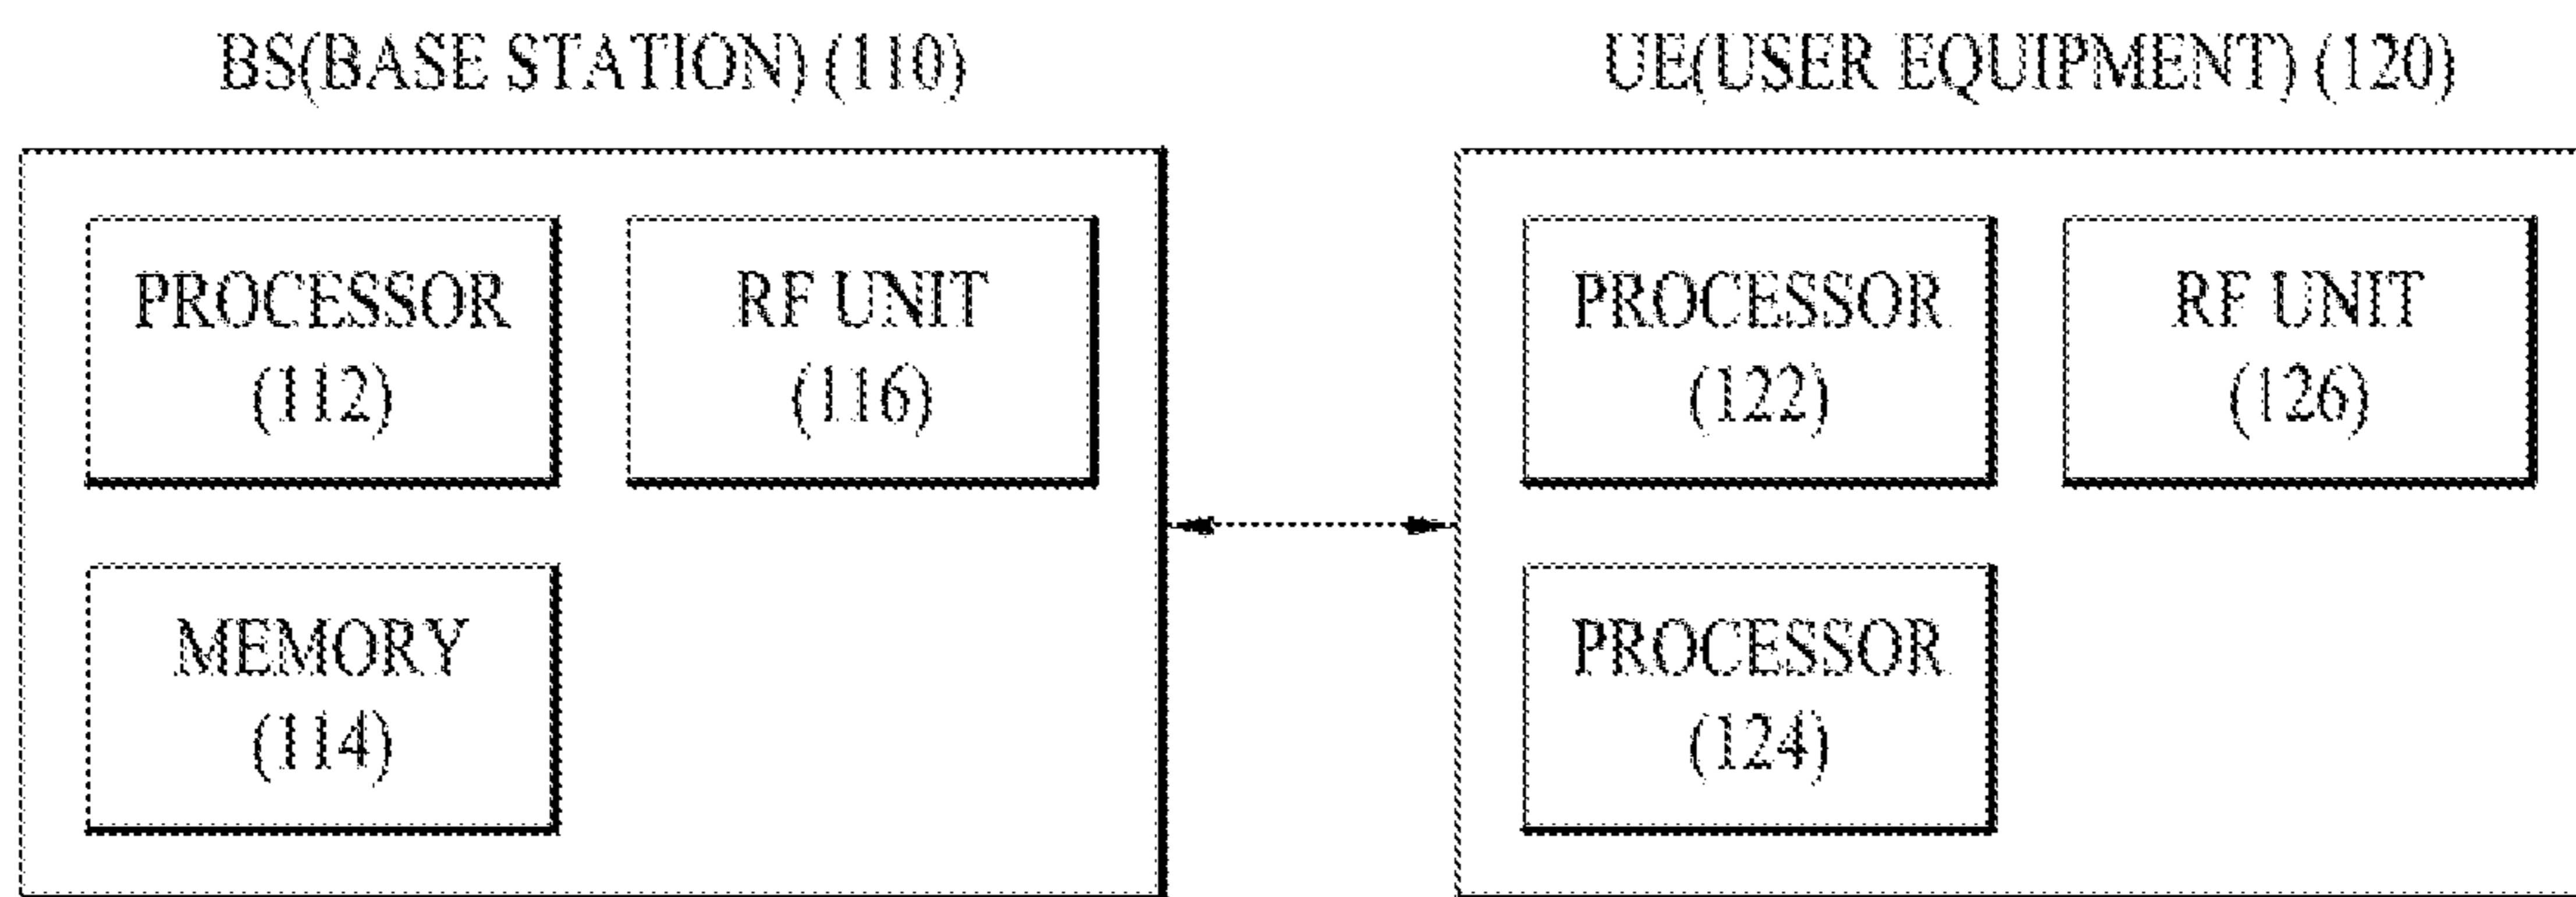 BS(BASE STATION) (110)
PROCESSOR
(112)
RF UNIT
(116)
MEMORY
(114)
UE(USER EQUIPMENT) (120)
PROCESSOR
(122)
RF UNIT
(126)
PROCESSOR
(124)